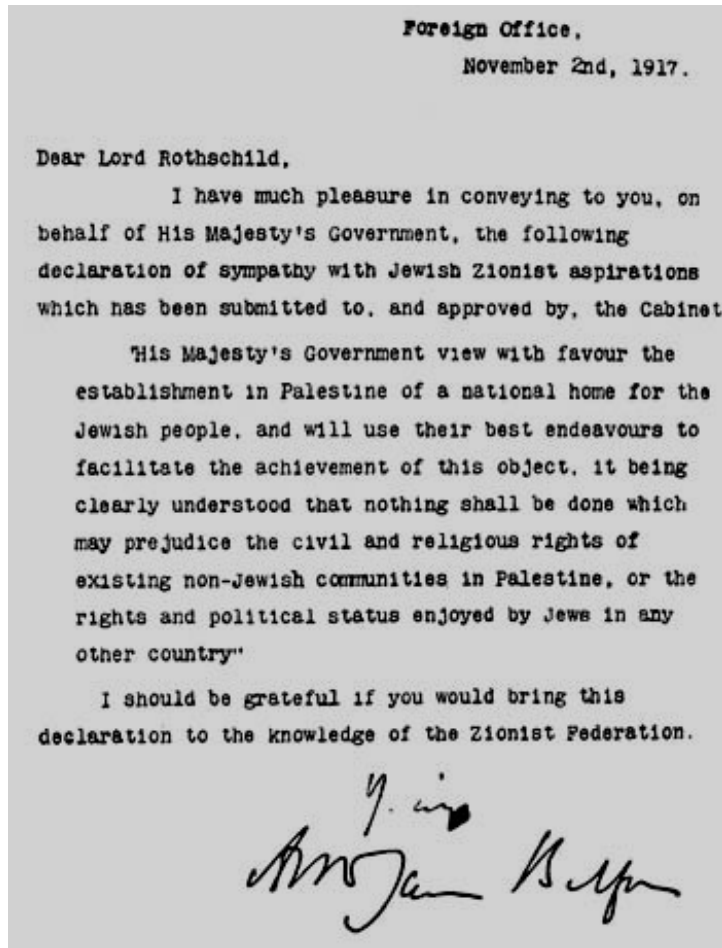 Foreign Office,
November 2nd, 1917.
Dear Lord Rothschild,
I have much pleasure in conveying to you, on
behalf of His Majesty's Government, the following
declaration of sympathy with Jewish Zionist aspirations
which has been submitted to, and approved by, the Cabinet
"His Majesty's Government view with favour the
establishment in Palestine of a national home for the
Jewish people, and will use their best endeavours to
facilitate the achievement of this object, it being
clearly understood that nothing shall be done which
may prejudice the civil and religious rights of
existing non-Jewish communities in Palestine, or the
rights and political status enjoyed by Jews in any
other country"
I should be grateful if you would bring this
declaration to the knowledge of the Zionist Federation.